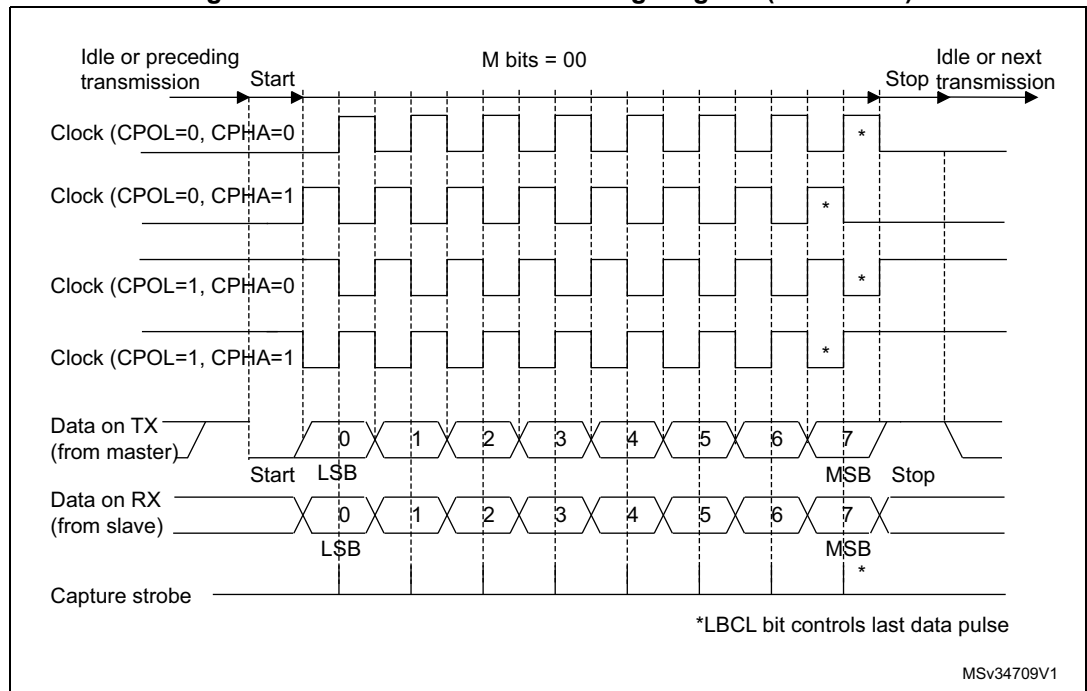 Idle or preceding transmission
Start
M bits = 00
Stop
Idle or next transmission
Clock (CPOL=0, CPHA=0
*
Clock (CPOL=0, CPHA=1
*
Clock (CPOL=1, CPHA=0
*
Clock (CPOL=1, CPHA=1
*
Data on TX
(from master)
0 1 2 3 4 5 6 7
Start LSB MSB Stop
Data on RX
(from slave)
0 1 2 3 4 5 6 7
LSB MSB
*
Capture strobe
*LBCL bit controls last data pulse
MSv34709V1